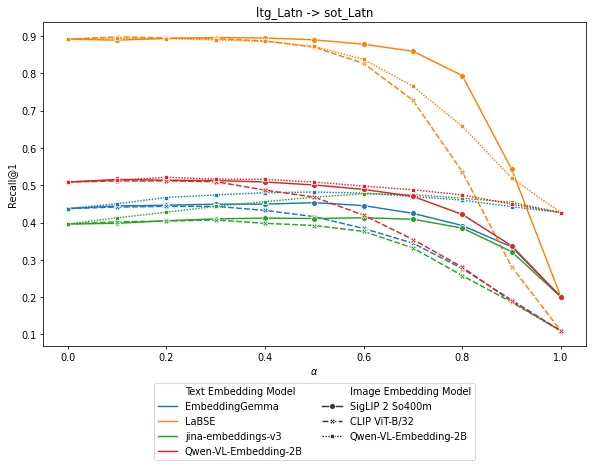 ltg_Latn -> sot_Latn
Recall@1
0.9
0.8
0.7
0.6
0.5
0.4
0.3
0.2
0.1
0.0 0.2 0.4 0.6 0.8 1.0
α
Text Embedding Model Image Embedding Model
EmbeddingGemma SigLIP 2 So400m
LaBSE CLIP ViT-B/32
jina-embeddings-v3 Qwen-VL-Embedding-2B
Qwen-VL-Embedding-2B